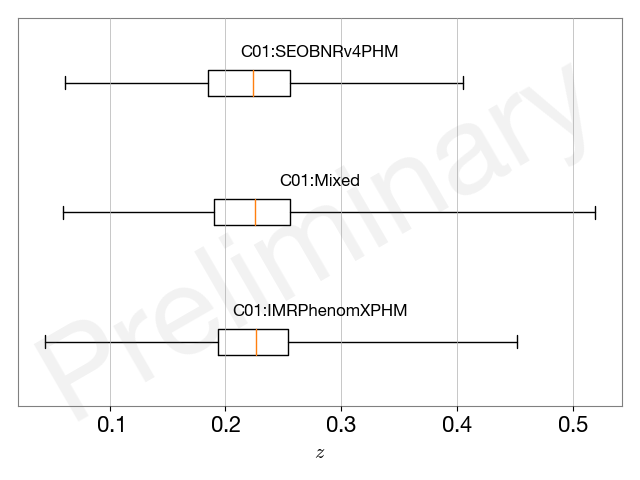 C01:SEOBNRv4PHM
C01:Mixed
C01:IMRPhenomXPHM
Preliminary
0.1 0.2 0.3 0.4 0.5
z